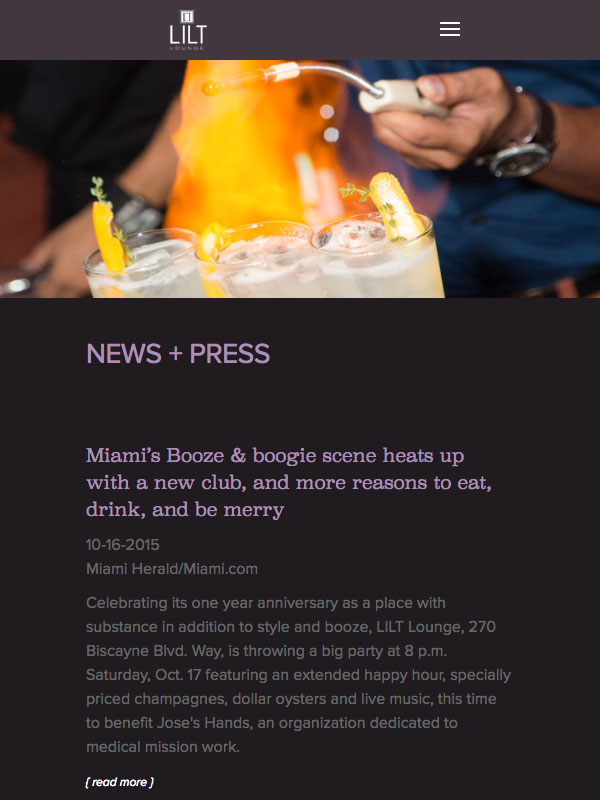 LT
LILT
LOUNGE
NEWS + PRESS
Miami’s Booze & boogie scene heats up
with a new club, and more reasons to eat,
drink, and be merry
10-16-2015
Miami Herald/Miami.com
Celebrating its one year anniversary as a place with
substance in addition to style and booze, LILT Lounge, 270
Biscayne Blvd. Way, is throwing a big party at 8 p.m.
Saturday, Oct. 17 featuring an extended happy hour, specially
priced champagnes, dollar oysters and live music, this time
to benefit Jose's Hands, an organization dedicated to
medical mission work.
{ read more }